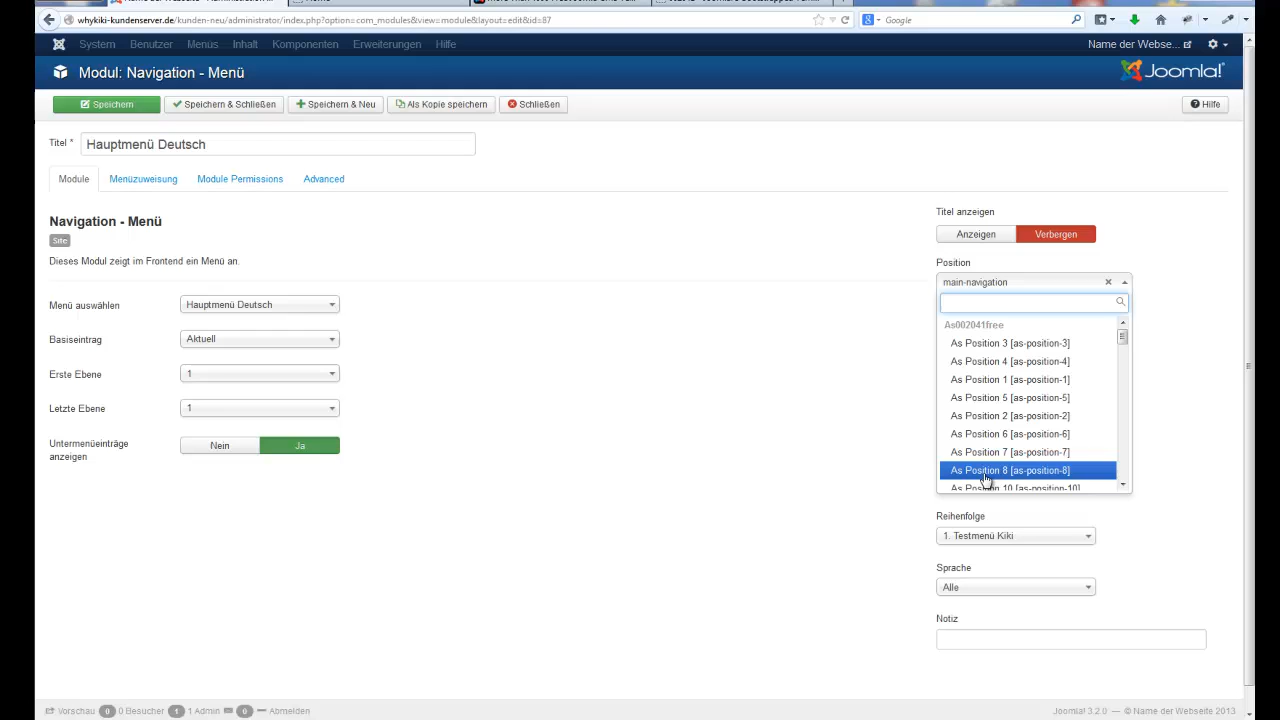 whykiki-kundenserver.de/kunden-neu/administrator/index.php?option=com_modules&view=module&layout=edit&id=87
Google
System Benutzer Menüs Inhalt Komponenten Erweiterungen Hilfe
Name der Webse...
Modul: Navigation - Menü
Joomla!
Speichern
Speichern & Schließen
Speichern & Neu
Als Kopie speichern
Schließen
Hilfe
Titel *
Hauptmenü Deutsch
Module Menüzuweisung Module Permissions Advanced
Navigation - Menü
Site
Dieses Modul zeigt im Frontend ein Menü an.
Menü auswählen
Hauptmenü Deutsch
Basiseintrag
Aktuell
Erste Ebene
1
Letzte Ebene
1
Untermenüeinträge
anzeigen
Nein Ja
Titel anzeigen
Anzeigen Verbergen
Position
main-navigation
As002041free
As Position 3 [as-position-3]
As Position 4 [as-position-4]
As Position 1 [as-position-1]
As Position 5 [as-position-5]
As Position 2 [as-position-2]
As Position 6 [as-position-6]
As Position 7 [as-position-7]
As Position 8 [as-position-8]
As Position 10 [as-position-10]
Reihenfolge
1. Testmenü Kiki
Sprache
Alle
Notiz
Vorschau 0 0 Besucher 1 1 Admin 0 Abmelden
Joomla! 3.2.0 — © Name der Webseite 2013